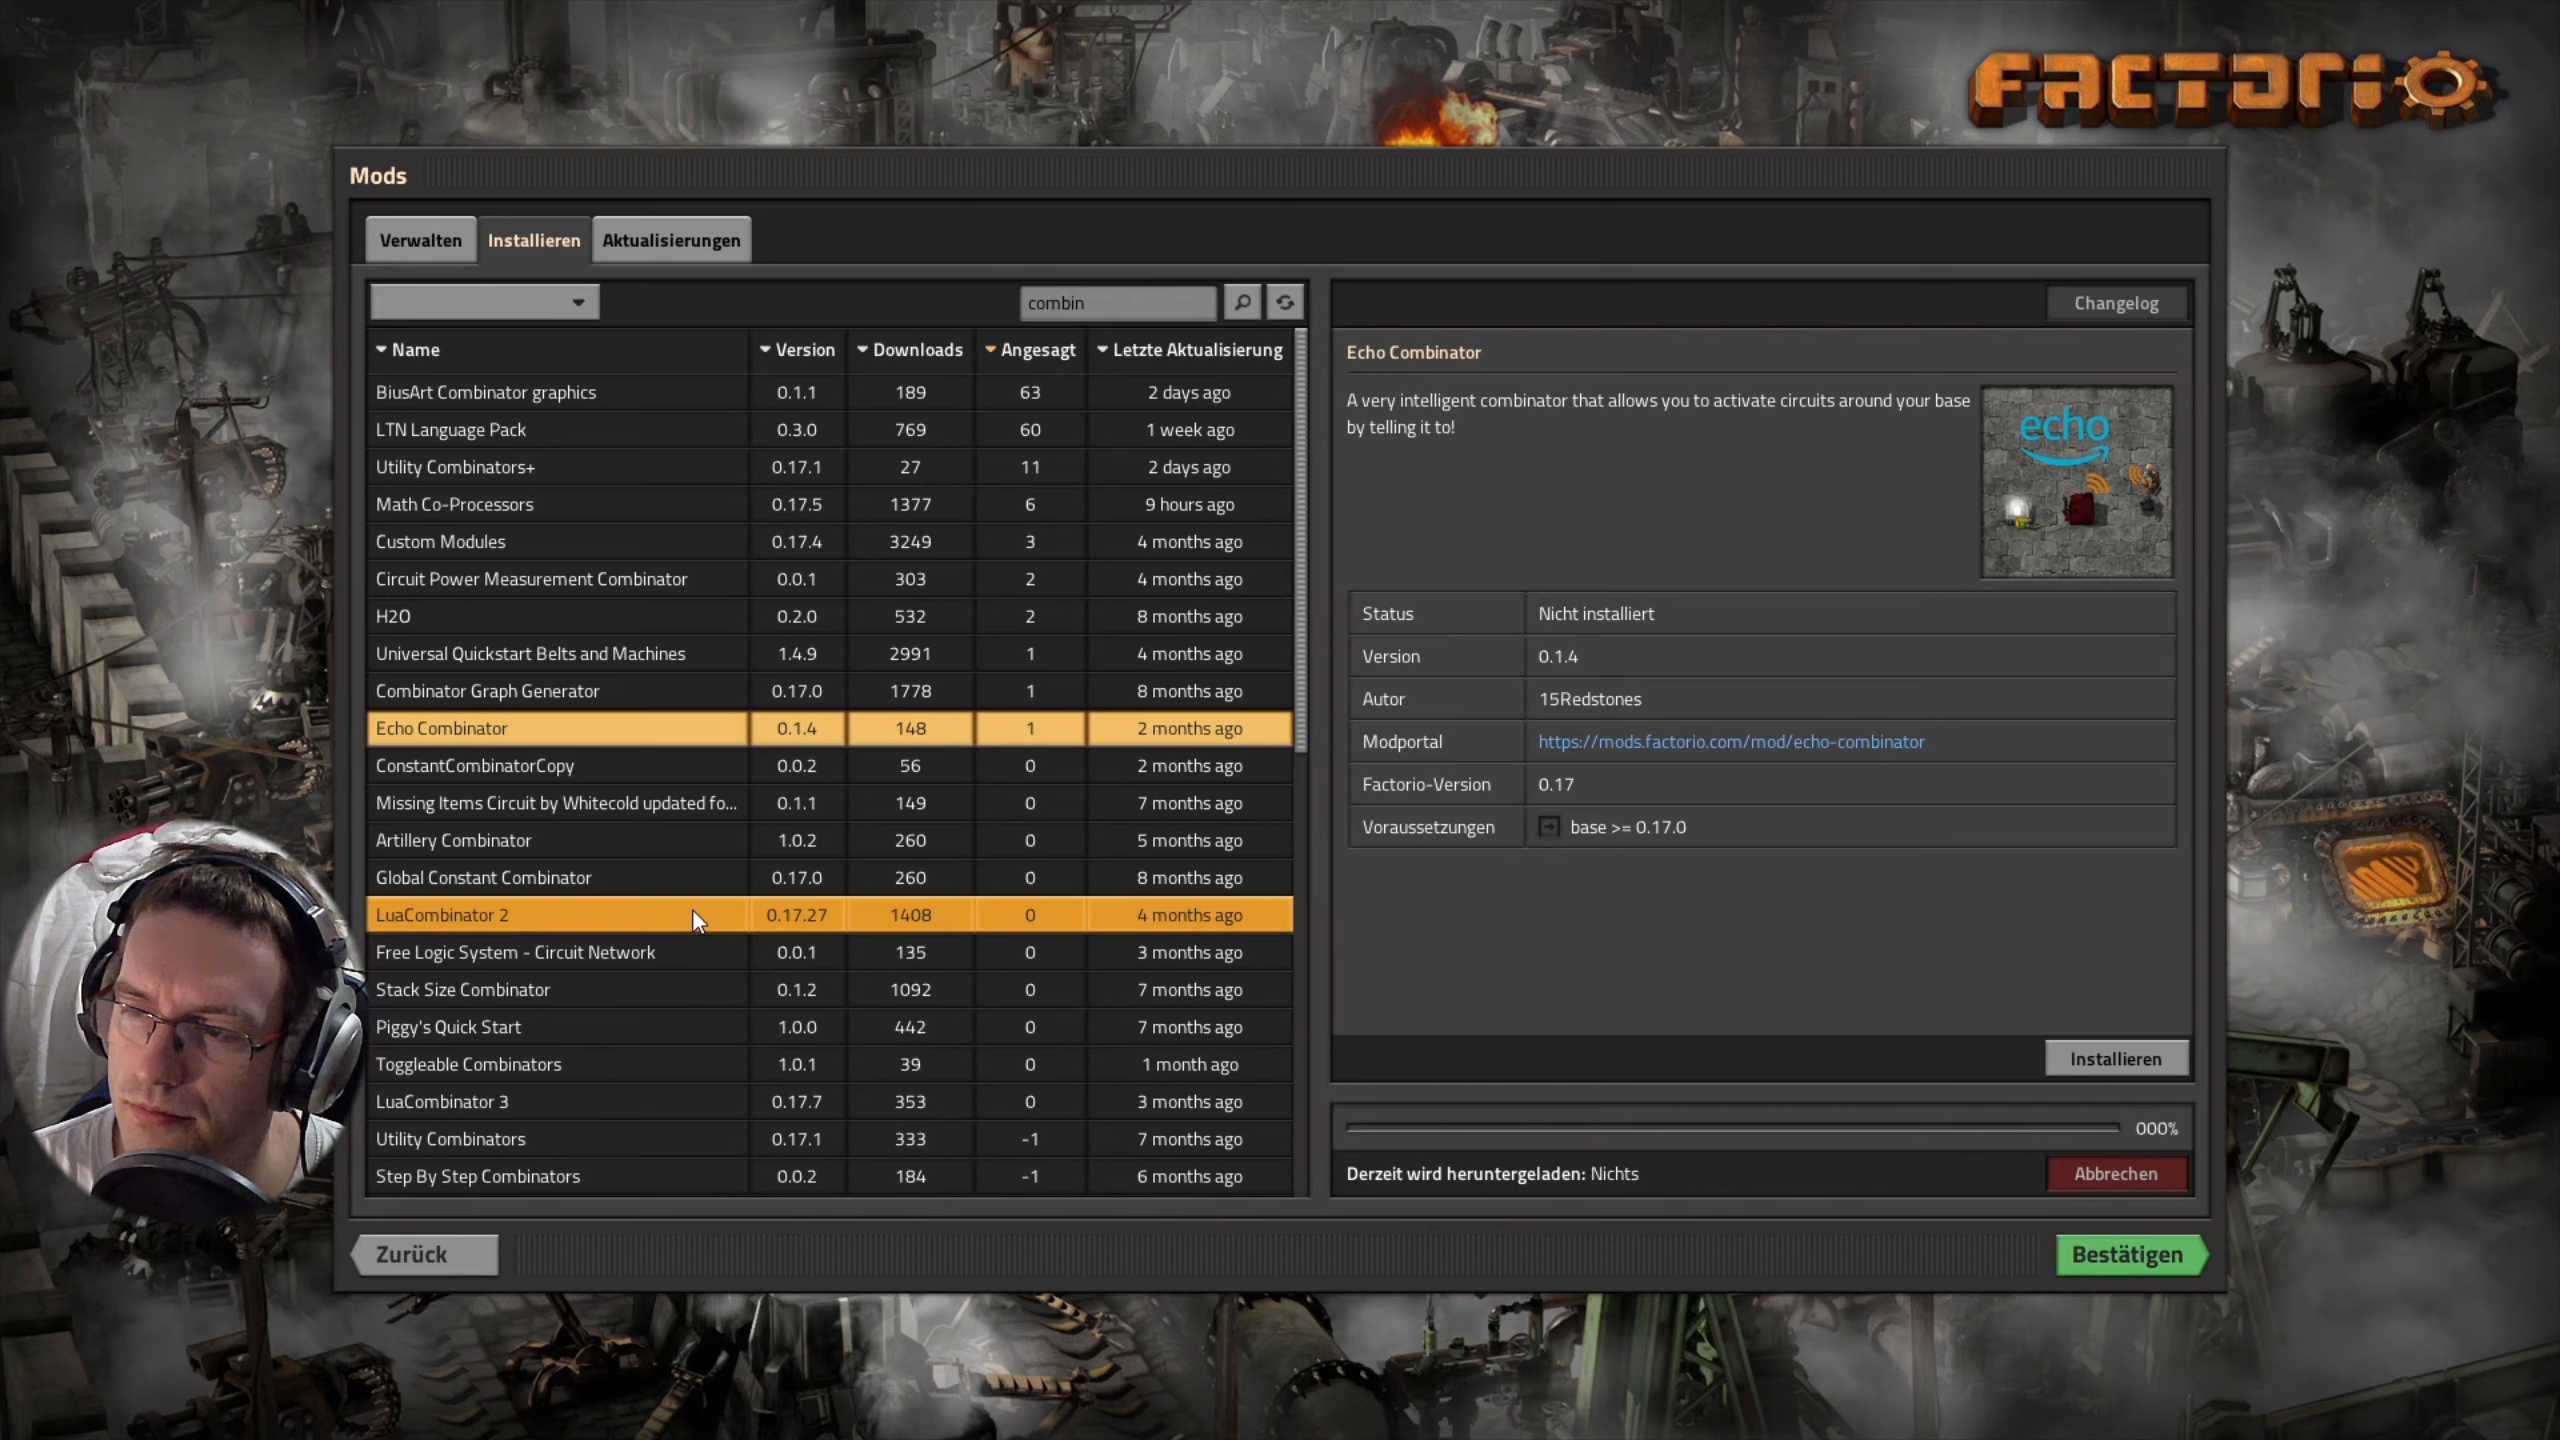 FACTORIO
Mods
Verwalten Installieren Aktualisierungen
combin
Changelog
Name Version Downloads Angesagt Letzte Aktualisierung
BiusArt Combinator graphics 0.1.1 189 63 2 days ago
LTN Language Pack 0.3.0 769 60 1 week ago
Utility Combinators+ 0.17.1 27 11 2 days ago
Math Co-Processors 0.17.5 1377 6 9 hours ago
Custom Modules 0.17.4 3249 3 4 months ago
Circuit Power Measurement Combinator 0.0.1 303 2 4 months ago
H2O 0.2.0 532 2 8 months ago
Universal Quickstart Belts and Machines 1.4.9 2991 1 4 months ago
Combinator Graph Generator 0.17.0 1778 1 8 months ago
Echo Combinator 0.1.4 148 1 2 months ago
ConstantCombinatorCopy 0.0.2 56 0 2 months ago
Missing Items Circuit by Whitecold updated fo... 0.1.1 149 0 7 months ago
Artillery Combinator 1.0.2 260 0 5 months ago
Global Constant Combinator 0.17.0 260 0 8 months ago
LuaCombinator 2 0.17.27 1408 0 4 months ago
Free Logic System - Circuit Network 0.0.1 135 0 3 months ago
Stack Size Combinator 0.1.2 1092 0 7 months ago
Piggy's Quick Start 1.0.0 442 0 7 months ago
Toggleable Combinators 1.0.1 39 0 1 month ago
LuaCombinator 3 0.17.7 353 0 3 months ago
Utility Combinators 0.17.1 333 -1 7 months ago
Step By Step Combinators 0.0.2 184 -1 6 months ago
Echo Combinator
A very intelligent combinator that allows you to activate circuits around your base
by telling it to!
echo
Status Nicht installiert
Version 0.1.4
Autor 15Redstones
Modportal https://mods.factorio.com/mod/echo-combinator
Factorio-Version 0.17
Voraussetzungen base >= 0.17.0
Installieren
000%
Derzeit wird heruntergeladen: Nichts
Abbrechen
Zurück
Bestätigen